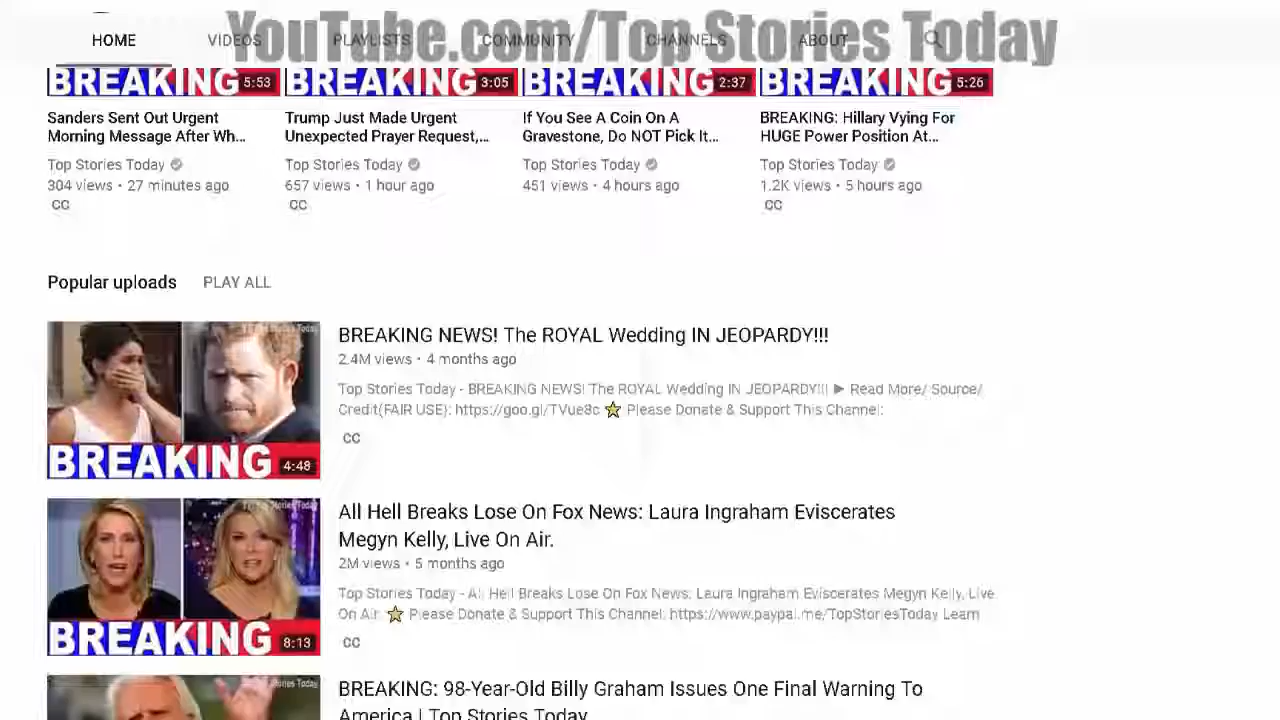 YouTube.com/Top Stories Today
HOME VIDEOS PLAYLISTS COMMUNITY CHANNELS ABOUT
BREAKING 5:53 BREAKING 3:05 BREAKING 2:37 BREAKING 5:26
Sanders Sent Out Urgent
Morning Message After Wh...
Top Stories Today
304 views • 27 minutes ago
CC
Trump Just Made Urgent
Unexpected Prayer Request,...
Top Stories Today
657 views • 1 hour ago
CC
If You See A Coin On A
Gravestone, Do NOT Pick It...
Top Stories Today
451 views • 4 hours ago
BREAKING: Hillary Vying For
HUGE Power Position At...
Top Stories Today
1.2K views • 5 hours ago
CC
Popular uploads PLAY ALL
BREAKING 4:48
BREAKING NEWS! The ROYAL Wedding IN JEOPARDY!!!
2.4M views • 4 months ago
Top Stories Today - BREAKING NEWS! The ROYAL Wedding IN JEOPARDY!!! ► Read More/ Source/
Credit(FAIR USE): https://goo.gl/TVue8c ⭐ Please Donate & Support This Channel:
CC
Stories Today
BREAKING 8:13
All Hell Breaks Lose On Fox News: Laura Ingraham Eviscerates
Megyn Kelly, Live On Air.
2M views • 5 months ago
Top Stories Today - All Hell Breaks Lose On Fox News: Laura Ingraham Eviscerates Megyn Kelly, Live
On Air. ⭐ Please Donate & Support This Channel: https://www.paypal.me/TopStoriesToday Learn
CC
Stories Today
BREAKING: 98-Year-Old Billy Graham Issues One Final Warning To
America | Top Stories Today